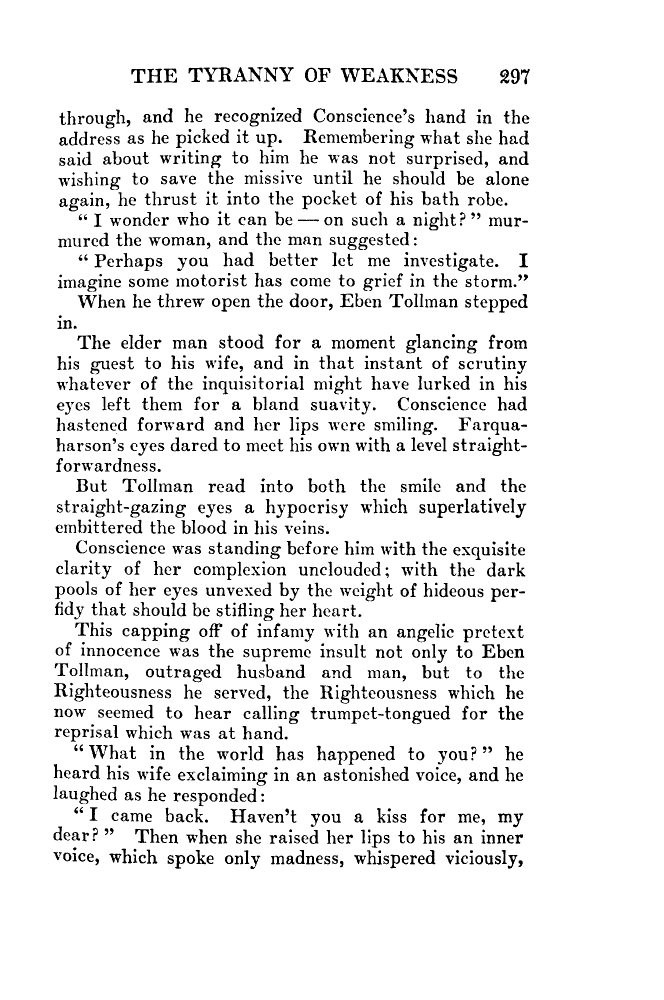 THE TYRANNY OF WEAKNESS 297
through, and he recognized Conscience's hand in the
address as he picked it up. Remembering what she had
said about writing to him he was not surprised, and
wishing to save the missive until he should be alone
again, he thrust it into the pocket of his bath robe.
“ I wonder who it can be — on such a night? ” mur-
mured the woman, and the man suggested:
“ Perhaps you had better let me investigate. I
imagine some motorist has come to grief in the storm.”
When he threw open the door, Eben Tollman stepped
in.
The elder man stood for a moment glancing from
his guest to his wife, and in that instant of scrutiny
whatever of the inquisitorial might have lurked in his
eyes left them for a bland suavity. Conscience had
hastened forward and her lips were smiling. Farqua-
harson's eyes dared to meet his own with a level straight-
forwardness.
But Tollman read into both the smile and the
straight-gazing eyes a hypocrisy which superlatively
embittered the blood in his veins.
Conscience was standing before him with the exquisite
clarity of her complexion unclouded; with the dark
pools of her eyes unvexed by the weight of hideous per-
fidy that should be stifling her heart.
This capping off of infamy with an angelic pretext
of innocence was the supreme insult not only to Eben
Tollman, outraged husband and man, but to the
Righteousness he served, the Righteousness which he
now seemed to hear calling trumpet-tongued for the
reprisal which was at hand.
“ What in the world has happened to you? ” he
heard his wife exclaiming in an astonished voice, and he
laughed as he responded:
“ I came back. Haven't you a kiss for me, my
dear? ” Then when she raised her lips to his an inner
voice, which spoke only madness, whispered viciously,